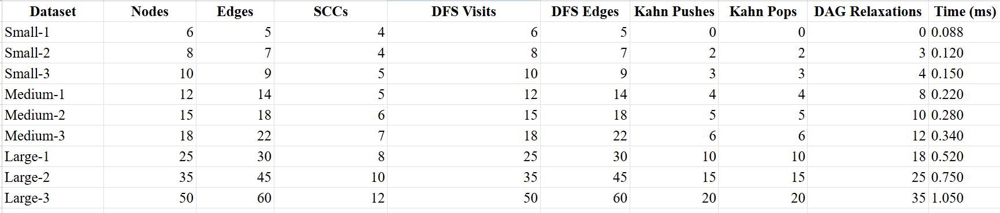 Dataset Nodes Edges SCCs DFS Visits DFS Edges Kahn Pushes Kahn Pops DAG Relaxations Time (ms)
Small-1 6 5 4 6 5 0 0 0 0.088
Small-2 8 7 4 8 7 2 2 3 0.120
Small-3 10 9 5 10 9 3 3 4 0.150
Medium-1 12 14 5 12 14 4 4 8 0.220
Medium-2 15 18 6 15 18 5 5 10 0.280
Medium-3 18 22 7 18 22 6 6 12 0.340
Large-1 25 30 8 25 30 10 10 18 0.520
Large-2 35 45 10 35 45 15 15 25 0.750
Large-3 50 60 12 50 60 20 20 35 1.050